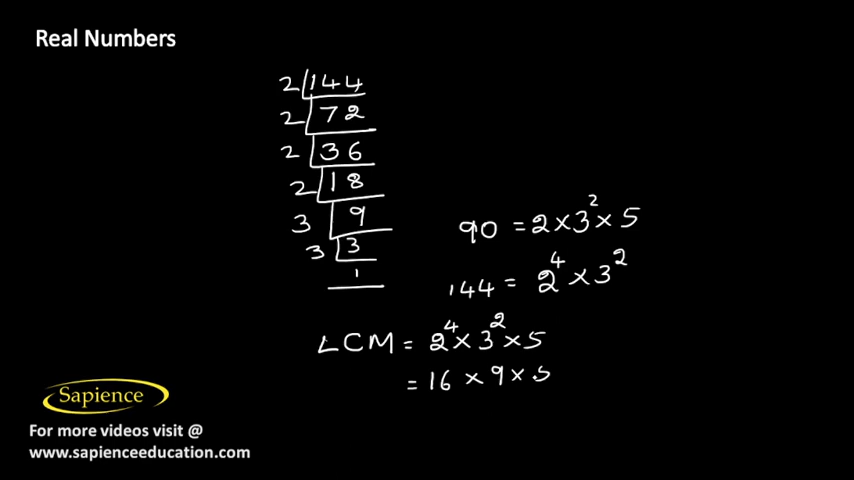 Real Numbers
2 144
2 72
2 36
2 18
3 9
3 3
1
90 = 2 × 3² × 5
144 = 2⁴ × 3²
LCM = 2⁴ × 3² × 5
= 16 × 9 × 5
Sapience
For more videos visit @
www.sapienceeducation.com